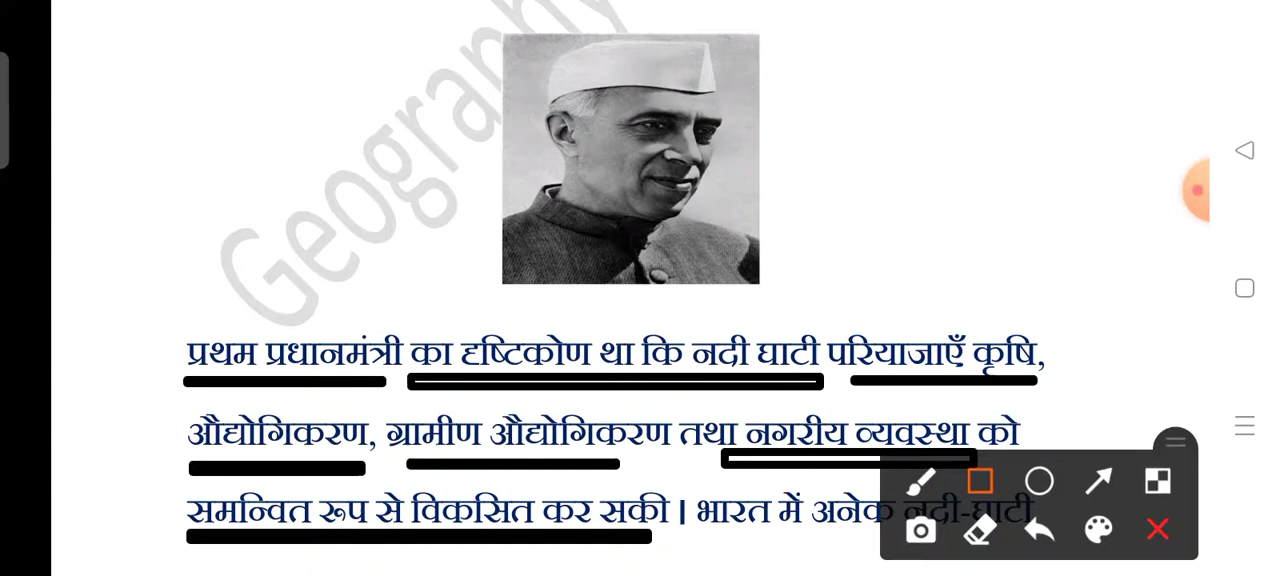 Geography
प्रथम प्रधानमंत्री का दृष्टिकोण था कि नदी घाटी परियाजाएँ कृषि,
औद्योगिकरण, ग्रामीण औद्योगिकरण तथा नगरीय व्यवस्था को
समन्वित रूप से विकसित कर सकी । भारत में अनेक नदी-घाटी